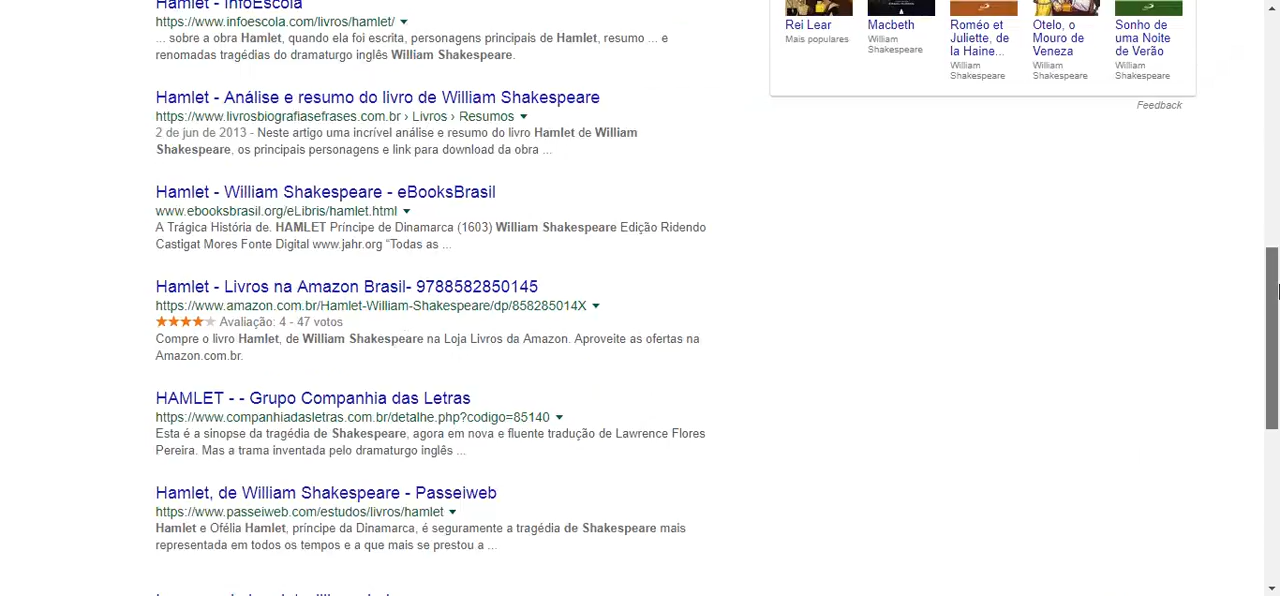 Hamlet - InfoEscola
https://www.infoescola.com/livros/hamlet/
... sobre a obra Hamlet, quando ela foi escrita, personagens principais de Hamlet, resumo ... e
renomadas tragédias do dramaturgo inglês William Shakespeare.
Hamlet - Análise e resumo do livro de William Shakespeare
https://www.livrosbiografiasefrases.com.br › Livros › Resumos
2 de jun de 2013 - Neste artigo uma incrível análise e resumo do livro Hamlet de William
Shakespeare, os principais personagens e link para download da obra ...
Hamlet - William Shakespeare - eBooksBrasil
www.ebooksbrasil.org/eLibris/hamlet.html
A Trágica História de. HAMLET Príncipe de Dinamarca (1603) William Shakespeare Edição Ridendo
Castigat Mores Fonte Digital www.jahr.org “Todas as ...
Hamlet - Livros na Amazon Brasil- 9788582850145
https://www.amazon.com.br/Hamlet-William-Shakespeare/dp/858285014X
Avaliação: 4 - 47 votos
Compre o livro Hamlet, de William Shakespeare na Loja Livros da Amazon. Aproveite as ofertas na
Amazon.com.br.
HAMLET - - Grupo Companhia das Letras
https://www.companhiadasletras.com.br/detalhe.php?codigo=85140
Esta é a sinopse da tragédia de Shakespeare, agora em nova e fluente tradução de Lawrence Flores
Pereira. Mas a trama inventada pelo dramaturgo inglês ...
Hamlet, de William Shakespeare - Passeiweb
https://www.passeiweb.com/estudos/livros/hamlet
Hamlet e Ofélia Hamlet, príncipe da Dinamarca, é seguramente a tragédia de Shakespeare mais
representada em todos os tempos e a que mais se prestou a ...
Rei Lear
Mais populares
Macbeth
William
Shakespeare
Roméo et
Juliette, de
la Haine...
William
Shakespeare
Otelo, o
Mouro de
Veneza
William
Shakespeare
Sonho de
uma Noite
de Verão
William
Shakespeare
Feedback